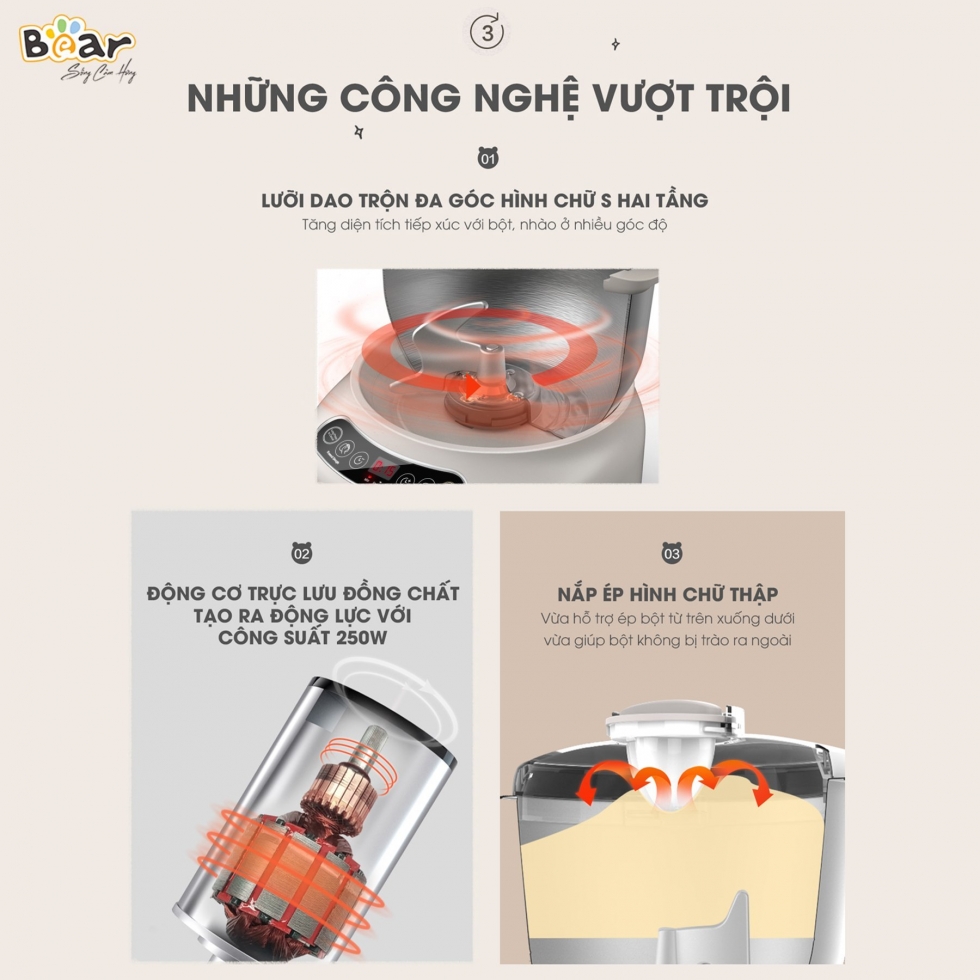 Bear
Sống Cảm Hứng
3
NHỮNG CÔNG NGHỆ VƯỢT TRỘI
01
LƯỠI DAO TRỘN ĐA GÓC HÌNH CHỮ S HAI TẦNG
Tăng diện tích tiếp xúc với bột, nhào ở nhiều góc độ
02
ĐỘNG CƠ TRỰC LƯU ĐỒNG CHẤT
TẠO RA ĐỘNG LỰC VỚI
CÔNG SUẤT 250W
03
NẮP ÉP HÌNH CHỮ THẬP
Vừa hỗ trợ ép bột từ trên xuống dưới
vừa giúp bột không bị trào ra ngoài